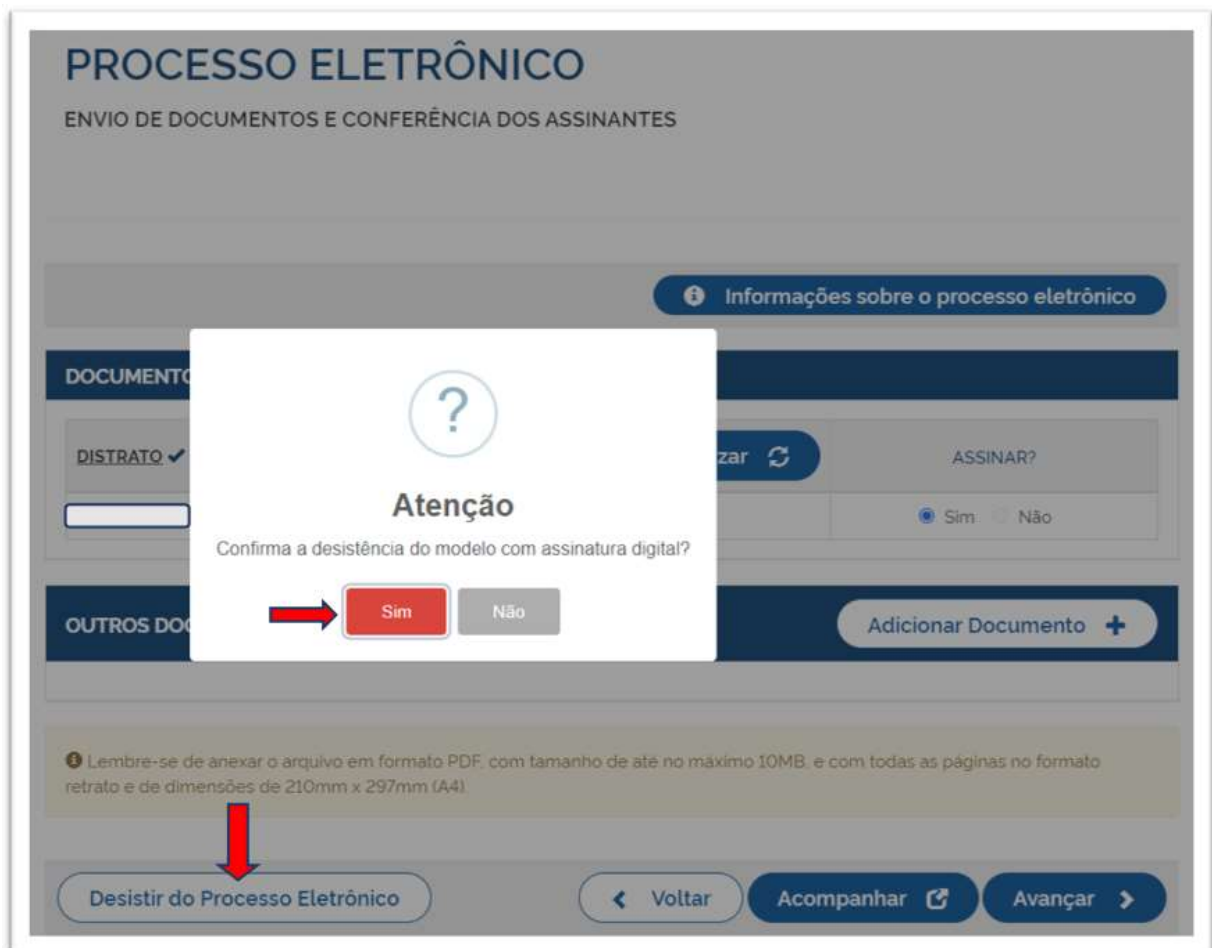 PROCESSO ELETRÔNICO
ENVIO DE DOCUMENTOS E CONFERÊNCIA DOS ASSINANTES
Informações sobre o processo eletrônico
DISTRATO
ASSINAR?
Sim Não
?
Atenção
Confirma a desistência do modelo com assinatura digital?
Sim Não
OUTROS
Adicionar Documento +
Lembre-se de anexar o arquivo em formato PDF, com tamanho de até no máximo 10MB, e com todas as páginas no formato
retrato e de dimensões de 210mm x 297mm (A4).
Desistir do Processo Eletrônico
Voltar
Acompanhar
Avançar